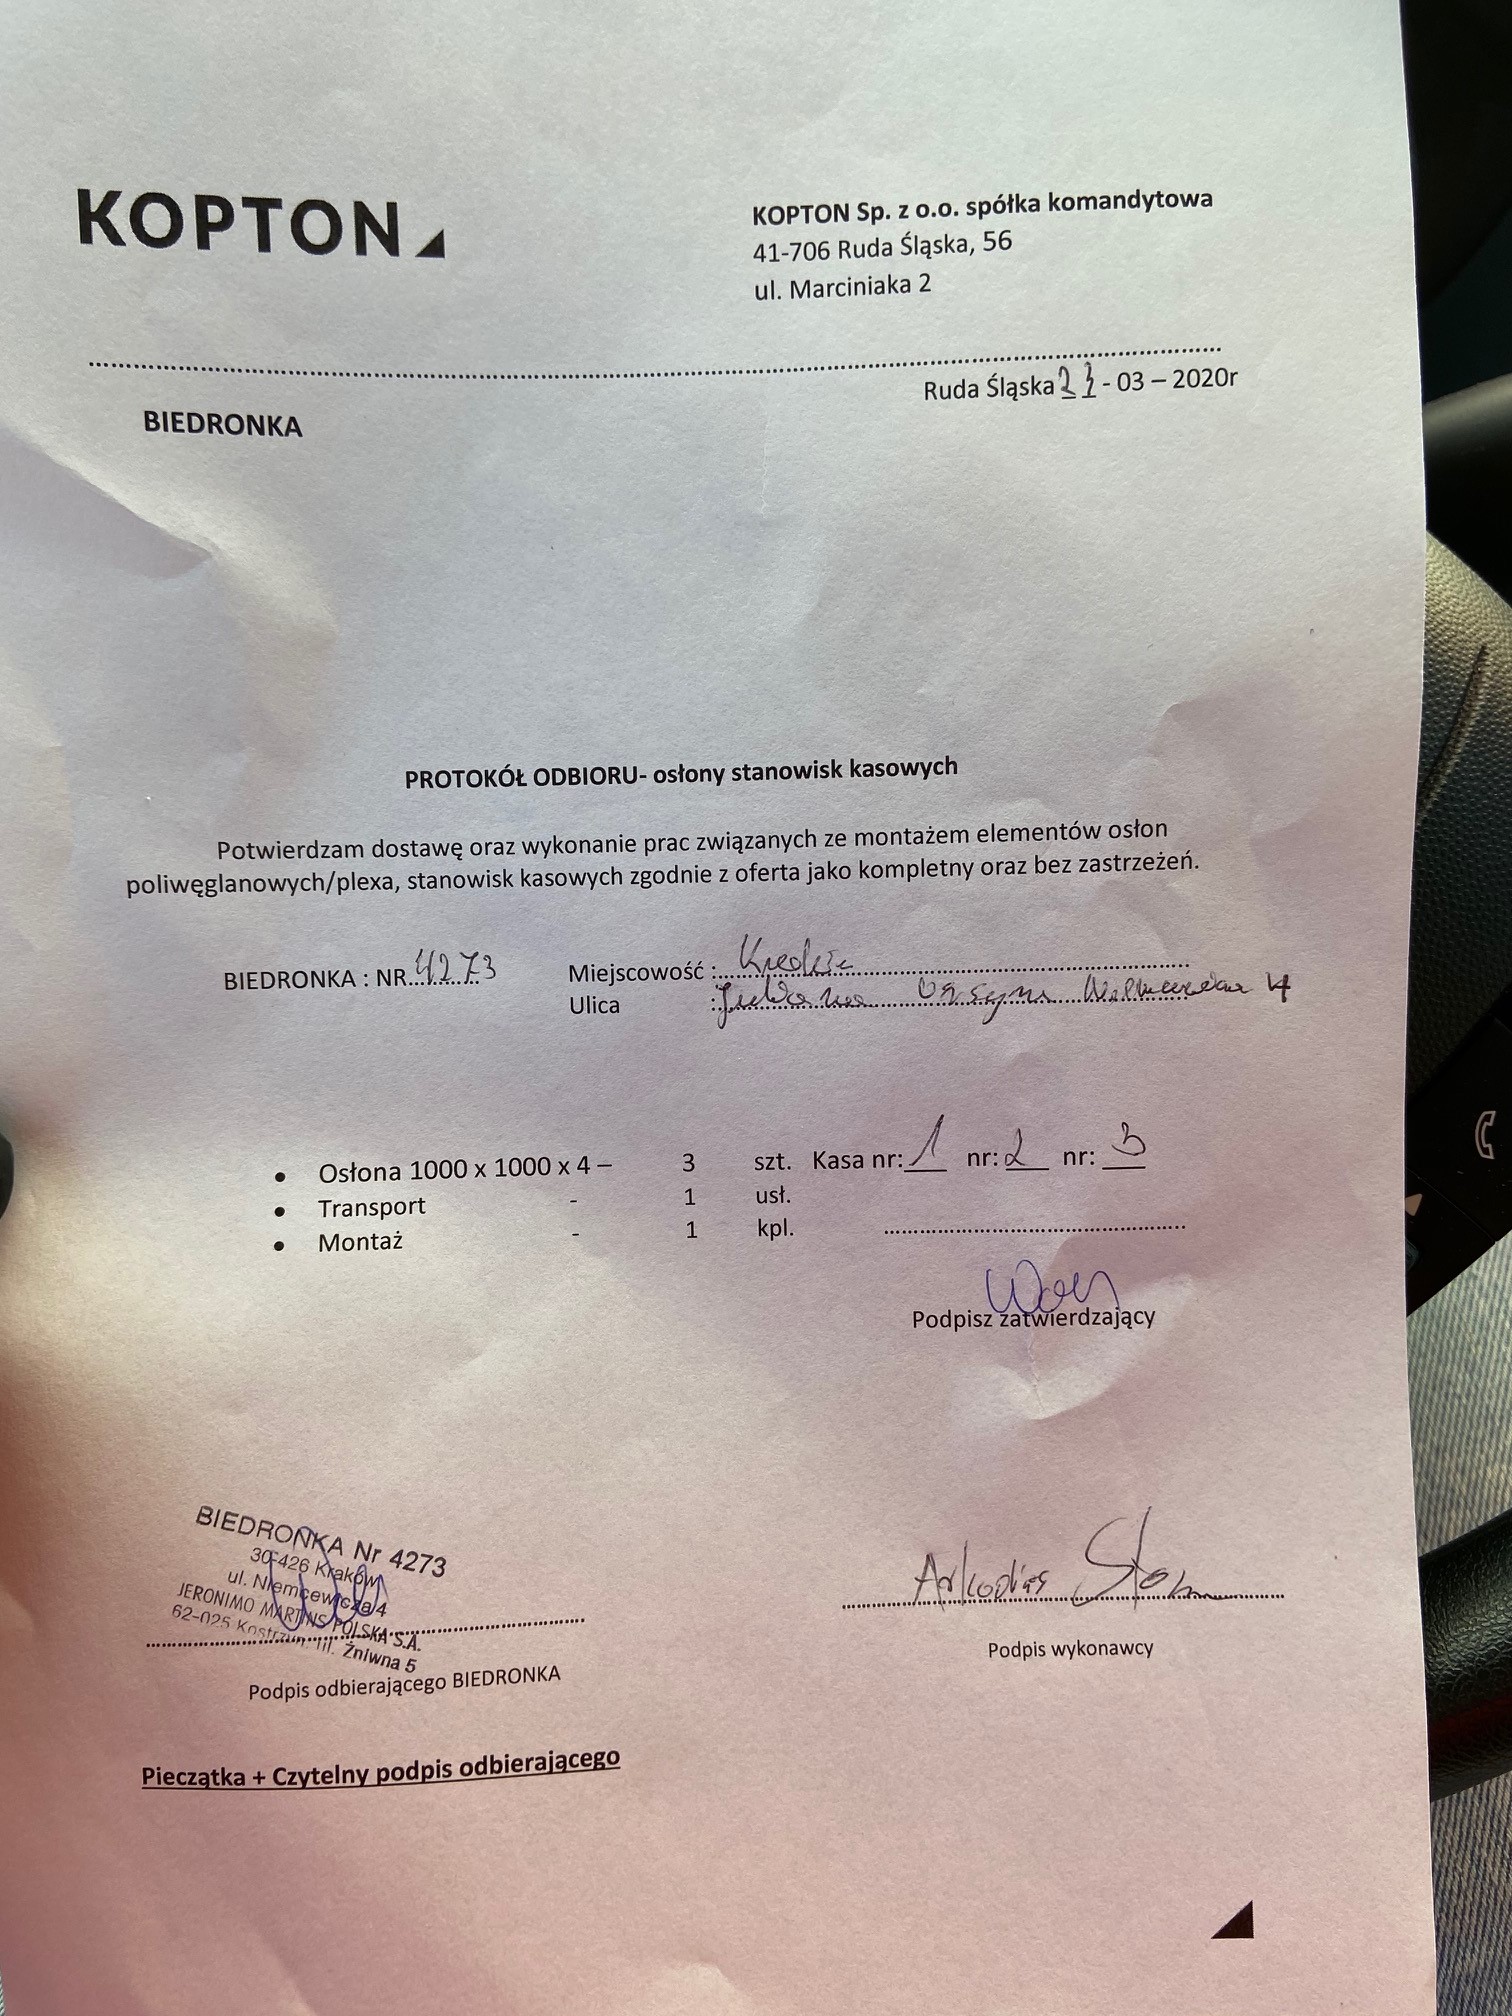 KOPTON
KOPTON Sp. z o.o. spółka komandytowa
41-706 Ruda Śląska, 56
ul. Marciniaka 2
Ruda Śląska 23 - 03 – 2020r
BIEDRONKA
PROTOKÓŁ ODBIORU- osłony stanowisk kasowych
Potwierdzam dostawę oraz wykonanie prac związanych ze montażem elementów osłon
poliwęglanowych/plexa, stanowisk kasowych zgodnie z oferta jako kompletny oraz bez zastrzeżeń.
BIEDRONKA : NR 4273 Miejscowość :
Ulica : Juliana Ursyna Niemcewicza 4
• Osłona 1000 x 1000 x 4 – 3 szt. Kasa nr: 1 nr: 2 nr: 3
• Transport - 1 usł.
• Montaż - 1 kpl.
Podpisz zatwierdzający
BIEDRONKA Nr 4273
30-426 Kraków
ul. Niemcewicza 4
JERONIMO MARTINS POLSKA S.A.
62-025 Kostrzyn, ul. Żniwna 5
Podpis odbierającego BIEDRONKA
Arkadius
Podpis wykonawcy
Pieczątka + Czytelny podpis odbierającego